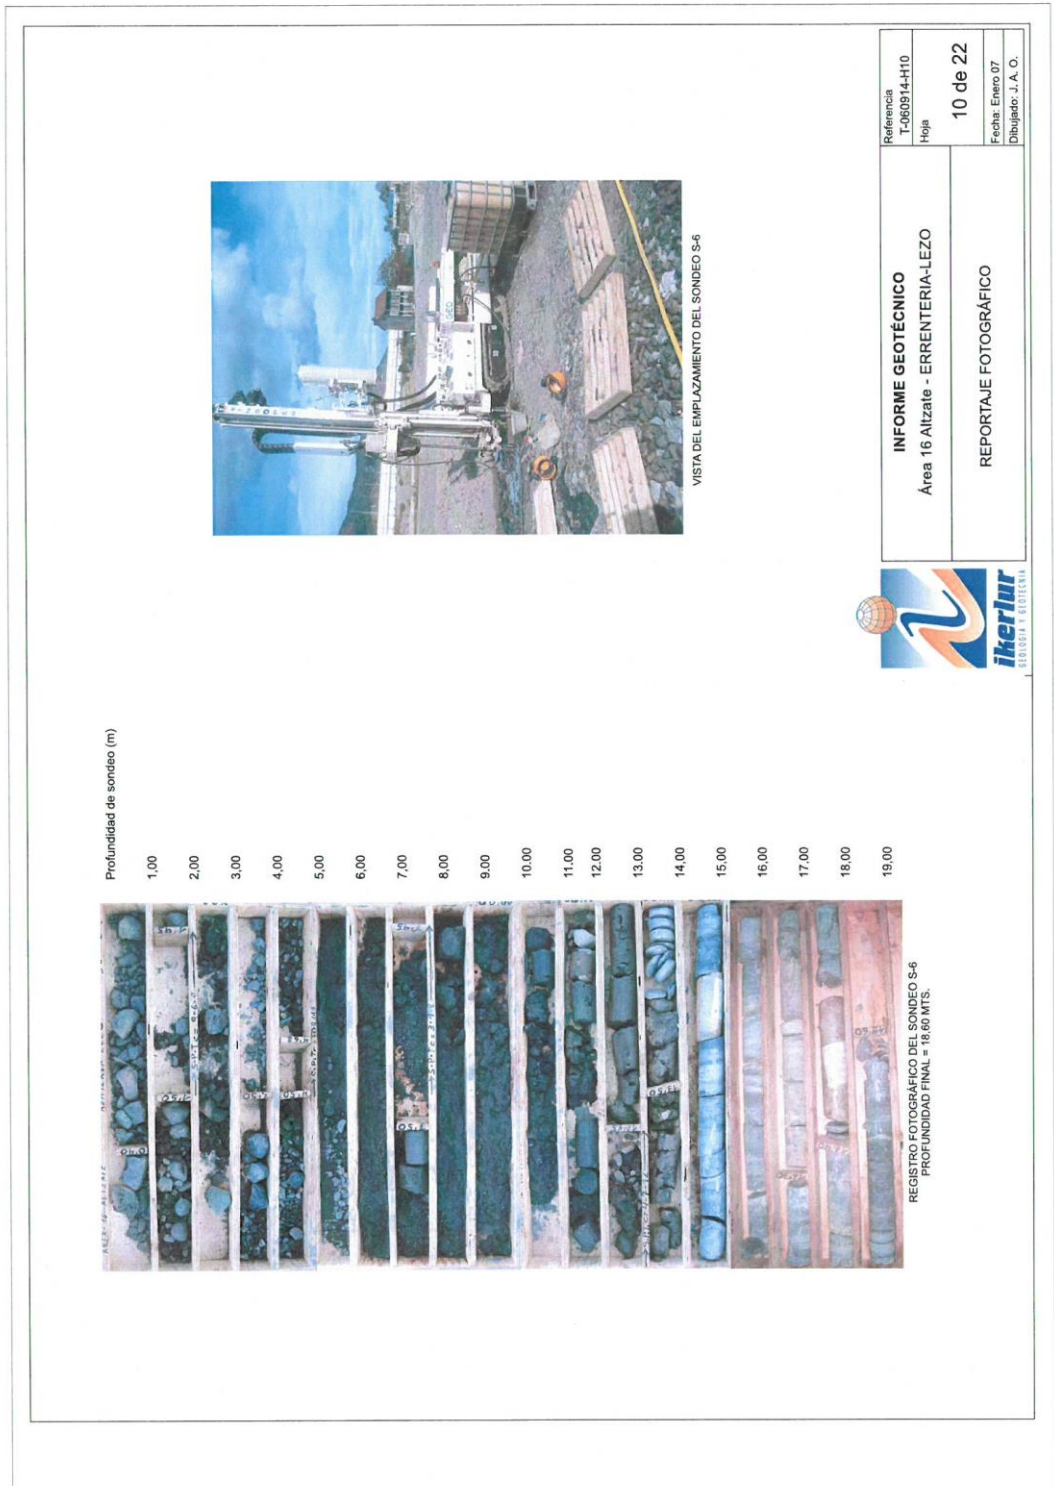 Profundidad de sondeo (m)
1,00
2,00
3,00
4,00
5,00
6,00
7,00
8,00
9.00
10.00
11.00
12.00
13.00
14,00
15,00
16,00
17,00
18,00
19,00
REGISTRO FOTOGRÁFICO DEL SONDEO S-6
PROFUNDIDAD FINAL = 18,60 MTS.
VISTA DEL EMPLAZAMIENTO DEL SONDEO S-6
ikerlur
GEOLOGIA Y GEOTECNIA
INFORME GEOTÉCNICO
Área 16 Altzate - ERRENTERIA-LEZO
REPORTAJE FOTOGRÁFICO
Referencia
T-060914-H10
Hoja
10 de 22
Fecha: Enero 07
Dibujado: J. A. O.